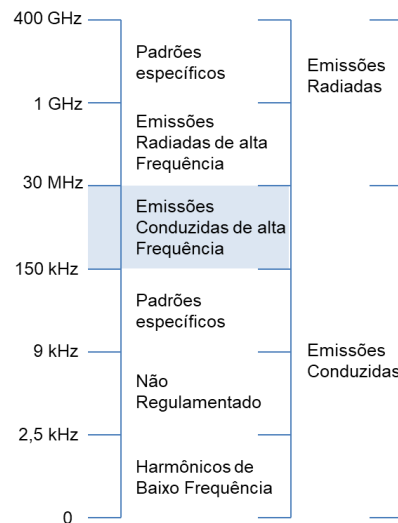 400 GHz
Padrões
específicos
Emissões
Radiadas
1 GHz
Emissões
Radiadas de alta
Frequência
30 MHz
Emissões
Conduzidas de alta
Frequência
150 kHz
Padrões
específicos
9 kHz
Emissões
Conduzidas
Não
Regulamentado
2,5 kHz
Harmônicos de
Baixo Frequência
0